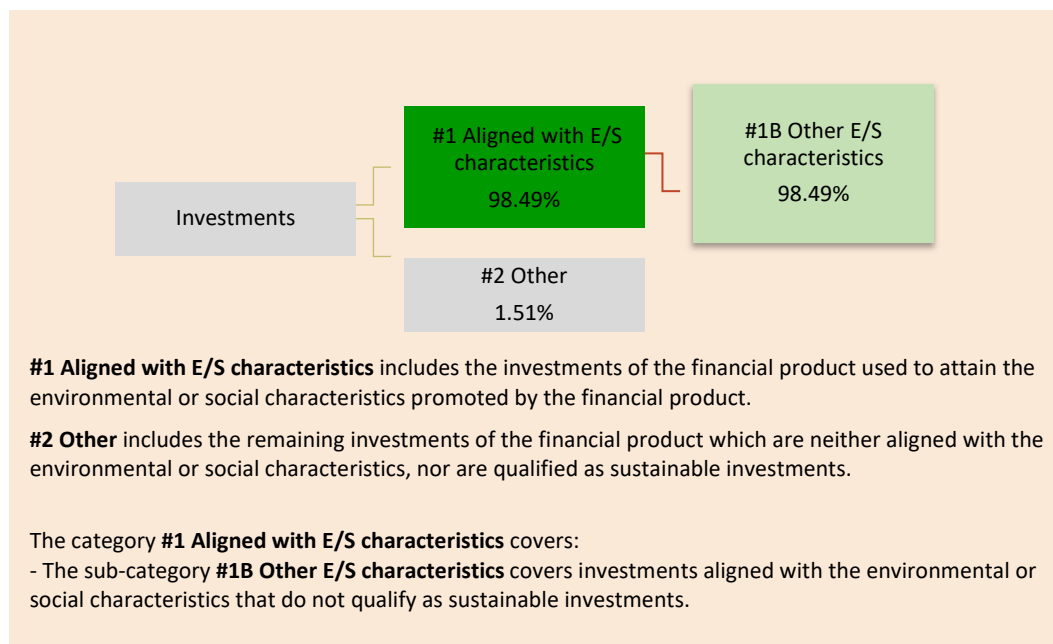 #1 Aligned with E/S
characteristics
98.49%
#1B Other E/S
characteristics
98.49%
Investments
#2 Other
1.51%
#1 Aligned with E/S characteristics includes the investments of the financial product used to attain the
environmental or social characteristics promoted by the financial product.
#2 Other includes the remaining investments of the financial product which are neither aligned with the
environmental or social characteristics, nor are qualified as sustainable investments.
The category #1 Aligned with E/S characteristics covers:
- The sub-category #1B Other E/S characteristics covers investments aligned with the environmental or
social characteristics that do not qualify as sustainable investments.